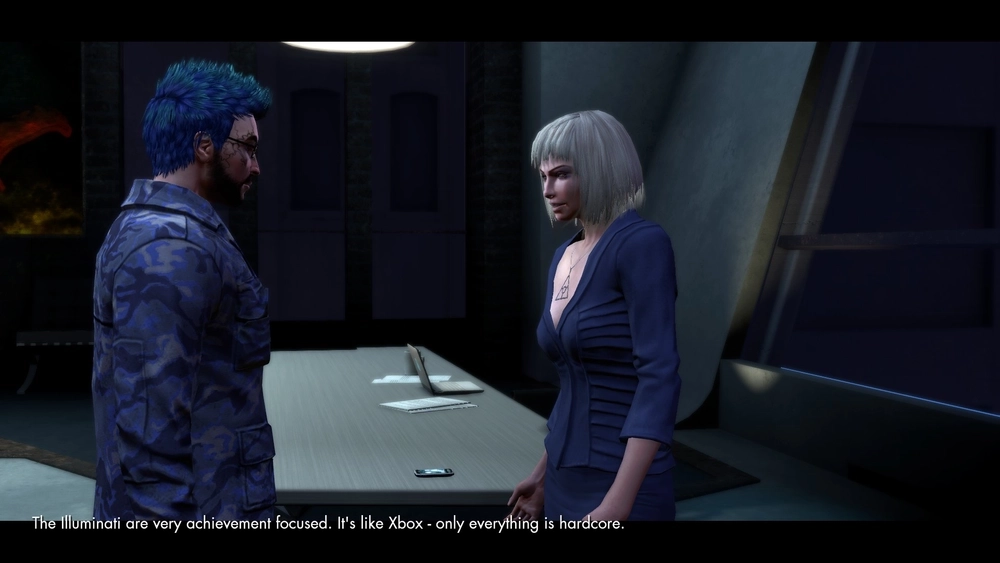 The Illuminati are very achievement focused. It's like Xbox - only everything is hardcore.